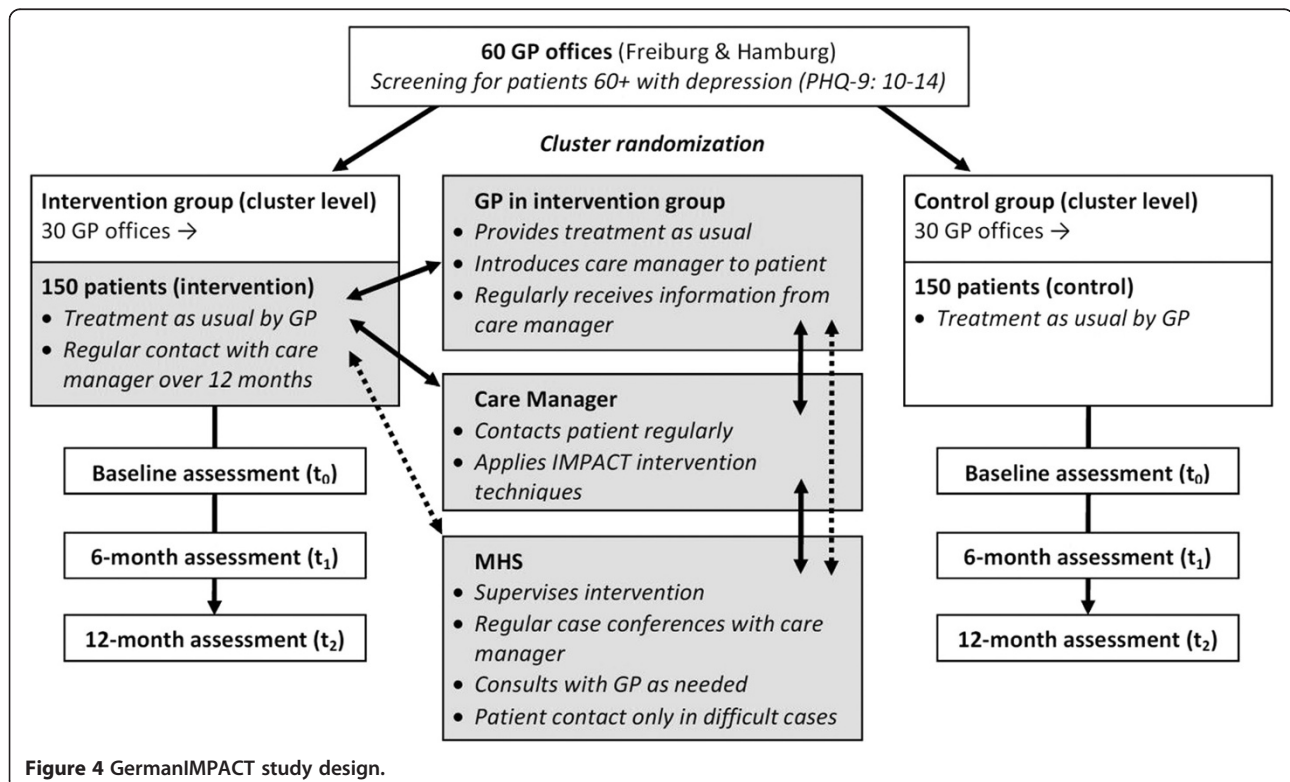 60 GP offices (Freiburg & Hamburg)
Screening for patients 60+ with depression (PHQ-9: 10-14)
Cluster randomization
Intervention group (cluster level)
30 GP offices →
150 patients (intervention)
• Treatment as usual by GP
• Regular contact with care
manager over 12 months
Baseline assessment (t₀)
6-month assessment (t₁)
12-month assessment (t₂)
GP in intervention group
• Provides treatment as usual
• Introduces care manager to patient
• Regularly receives information from
care manager
Care Manager
• Contacts patient regularly
• Applies IMPACT intervention
techniques
MHS
• Supervises intervention
• Regular case conferences with care
manager
• Consults with GP as needed
• Patient contact only in difficult cases
Control group (cluster level)
30 GP offices →
150 patients (control)
• Treatment as usual by GP
Baseline assessment (t₀)
6-month assessment (t₁)
12-month assessment (t₂)
Figure 4 GermanIMPACT study design.